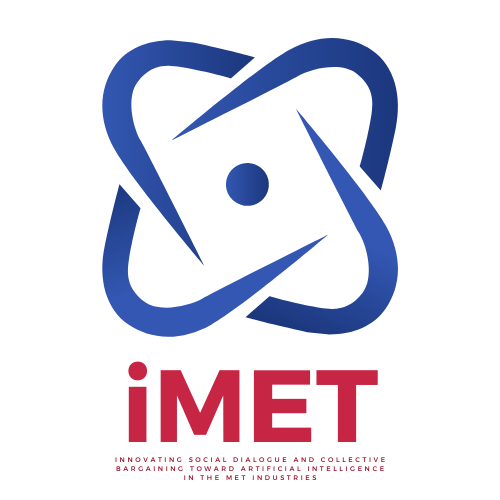 iMET
INNOVATING SOCIAL DIALOGUE AND COLLECTIVE
BARGAINING TOWARD ARTIFICIAL INTELLIGENCE
IN THE MET INDUSTRIES